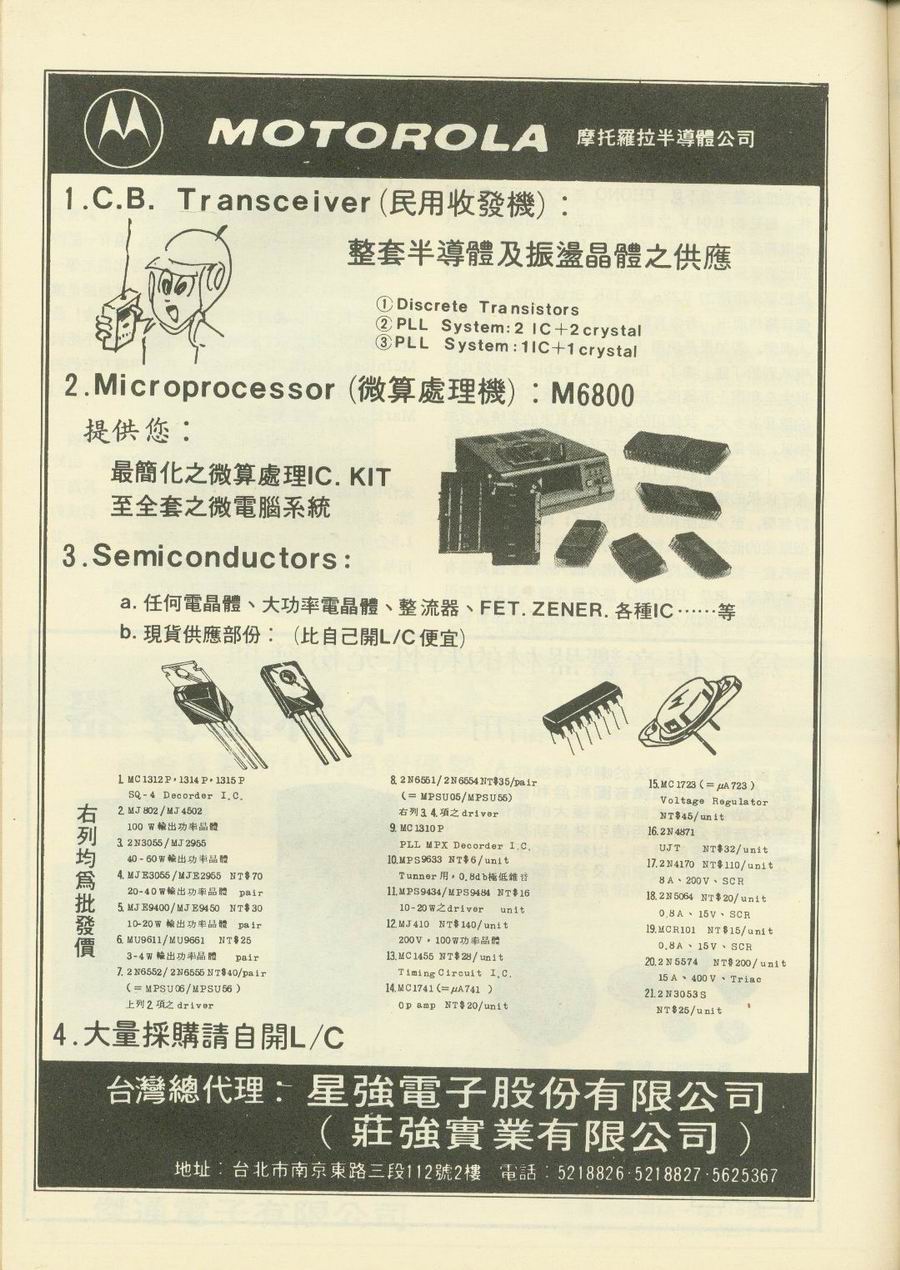 MOTOROLA 摩托羅拉半導體公司
1.C.B. Transceiver(民用收發機)：
整套半導體及振盪晶體之供應
①Discrete Transistors
②PLL System:2 IC+2crystal
③PLL System:1IC+1crystal
2.Microprocessor (微算處理機)：M6800
提供您：
最簡化之微算處理IC. KIT
至全套之微電腦系統
3.Semiconductors:
a. 任何電晶體、大功率電晶體、整流器、FET. ZENER. 各種IC……等
b. 現貨供應部份：(比自己開L/C便宜)
右列均為批發價
1. MC1312P，1314P，1315P
SQ-4 Decorder I.C.
2. MJ802/MJ4502
100W輸出功率晶體
3. 2N3055/MJ2955
40-60W輸出功率晶體
4. MJE3055/MJE2955 NT$70
20-40W輸出功率晶體 pair
5. MJE9400/MJE9450 NT$30
10-20W輸出功率晶體 pair
6. MU9611/MU9661 NT$25
3-4W輸出功率晶體 pair
7. 2N6552/2N6555NT$40/pair
(=MPSU06/MPSU56)
上列2.項之driver
8. 2N6551/2N6554NT$35/pair
(=MPSU05/MPSU55)
右列3.4.項之driver
9. MC1310P
PLL MPX Decorder I.C.
10.MPS9633 NT$6/unit
Tunner用，0.8db極低雜音
11.MPS9434/MPS9484 NT$16
10-20W之driver unit
12.MJ410 NT$140/unit
200V，100W功率晶體
13.MC1455 NT$28/unit
Timing Circuit I.C.
14.MC1741(=μA741 )
Op amp NT$20/unit
15.MC1723(=μA723)
Voltage Regulator
NT$45/unit
16.2N4871
UJT NT$32/unit
17.2N4170 NT$110/unit
8A、200V、SCR
18.2N5064 NT$20/unit
0.8A、15V、SCR
19.MCR101 NT$15/unit
0.8A、15V、SCR
20.2N5574 NT$200/unit
15A、400V、Triac
21.2N3053S
NT$25/unit
4.大量採購請自開L/C
台灣總代理：星強電子股份有限公司
(莊強實業有限公司)
地址：台北市南京東路三段112號2樓 電話：5218826·5218827·5625367